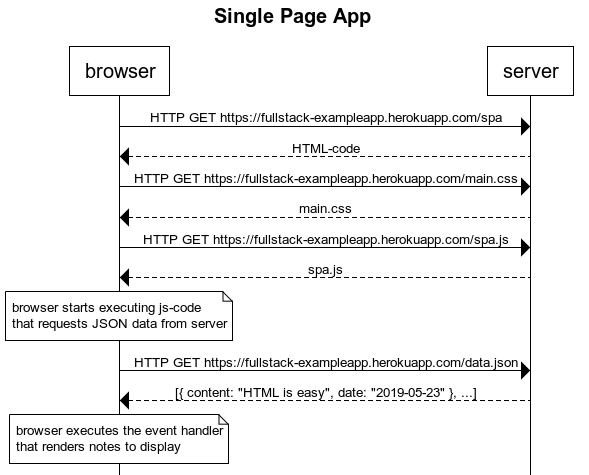 Single Page App
browser
server
HTTP GET https://fullstack-exampleapp.herokuapp.com/spa
HTML-code
HTTP GET https://fullstack-exampleapp.herokuapp.com/main.css
main.css
HTTP GET https://fullstack-exampleapp.herokuapp.com/spa.js
spa.js
browser starts executing js-code
that requests JSON data from server
HTTP GET https://fullstack-exampleapp.herokuapp.com/data.json
[{ content: "HTML is easy", date: "2019-05-23" }, ...]
browser executes the event handler
that renders notes to display